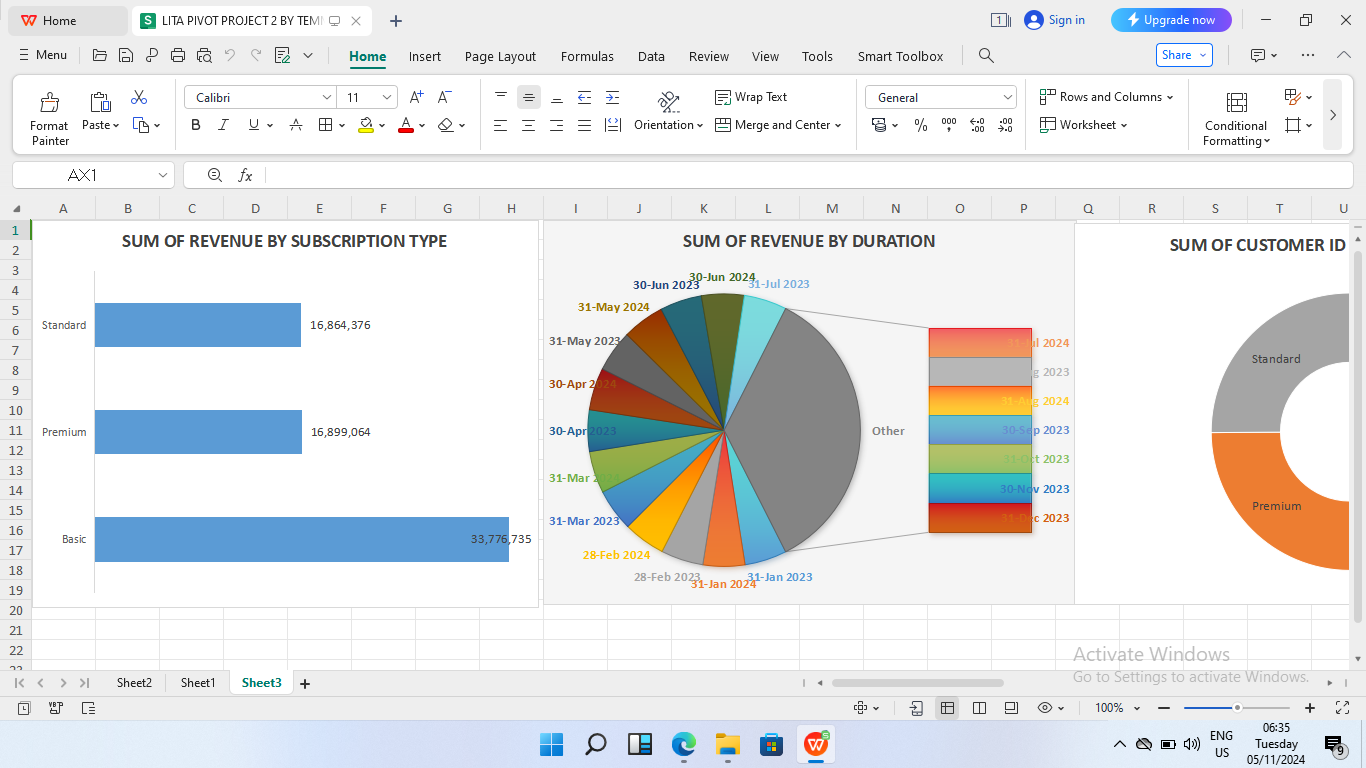 Home
LITA PIVOT PROJECT 2 BY TEM
Sign in
Upgrade now
Menu
Home
Insert
Page Layout
Formulas
Data
Review
View
Tools
Smart Toolbox
Share
Format
Painter
Paste
Calibri
11
Wrap Text
Orientation
Merge and Center
General
Rows and Columns
Worksheet
Conditional
Formatting
AX1
fx
A B C D E F G H I J K L M N O P Q R S T U
1
2
3
4
5
6
7
8
9
10
11
12
13
14
15
16
17
18
19
20
21
22
23
SUM OF REVENUE BY SUBSCRIPTION TYPE
Standard
16,864,376
Premium
16,899,064
Basic
33,776,735
SUM OF REVENUE BY DURATION
30-Jun 2024
30-Jun 2023
31-Jul 2023
31-May 2024
31-May 2023
30-Apr 2024
30-Apr 2023
31-Mar
31-Mar 2023
28-Feb 2024
28-Feb 2023
31-Jan 2024
31-Jan 2023
Other
31-Jul 2024
2023
31-Aug 2024
30-Sep 2023
31-Oct 2023
30-Nov 2023
31-Dec 2023
SUM OF CUSTOMER ID
Standard
Premium
Activate Windows
Go to Settings to activate Windows.
Sheet2
Sheet1
Sheet3
100%
ENG
US
06:35
Tuesday
05/11/2024
9